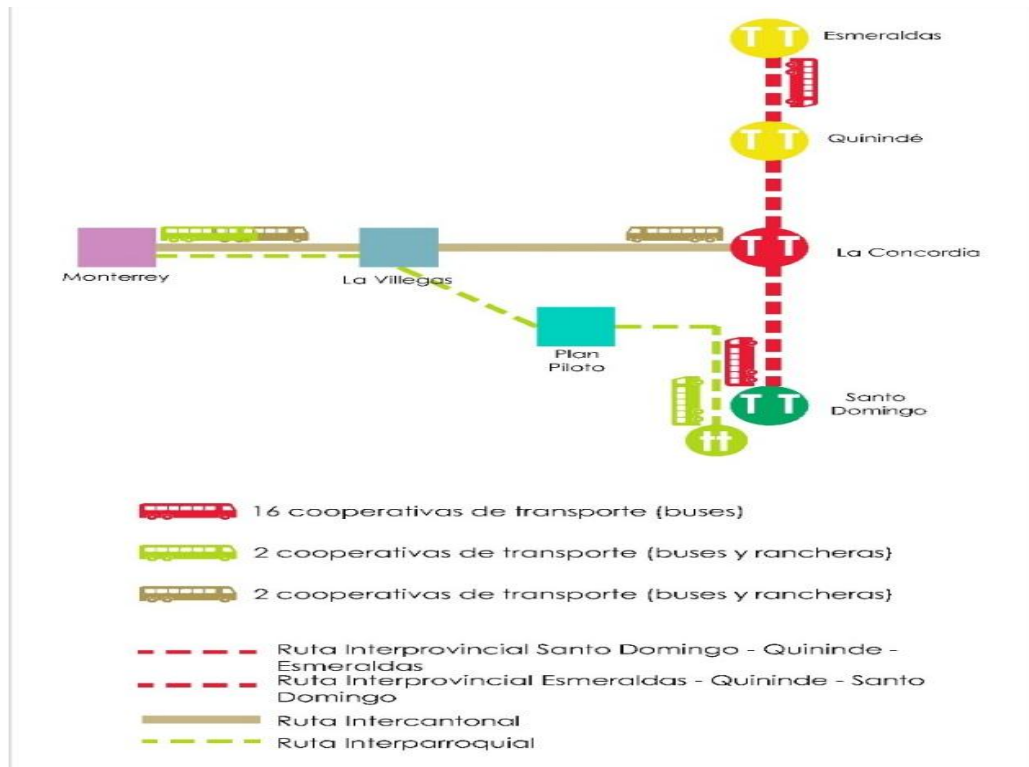 T T
Esmeraldas
T T
Quinindé
T T
La Concordia
Monterrey
La Villegas
Plan
Piloto
T T
Santo
Domingo
tt
16 cooperativas de transporte (buses)
2 cooperativas de transporte (buses y rancheras)
2 cooperativas de transporte (buses y rancheras)
Ruta Interprovincial Santo Domingo - Quininde -
Esmeraldas
Ruta Interprovincial Esmeraldas - Quininde - Santo
Domingo
Ruta Intercantonal
Ruta Interparroquial